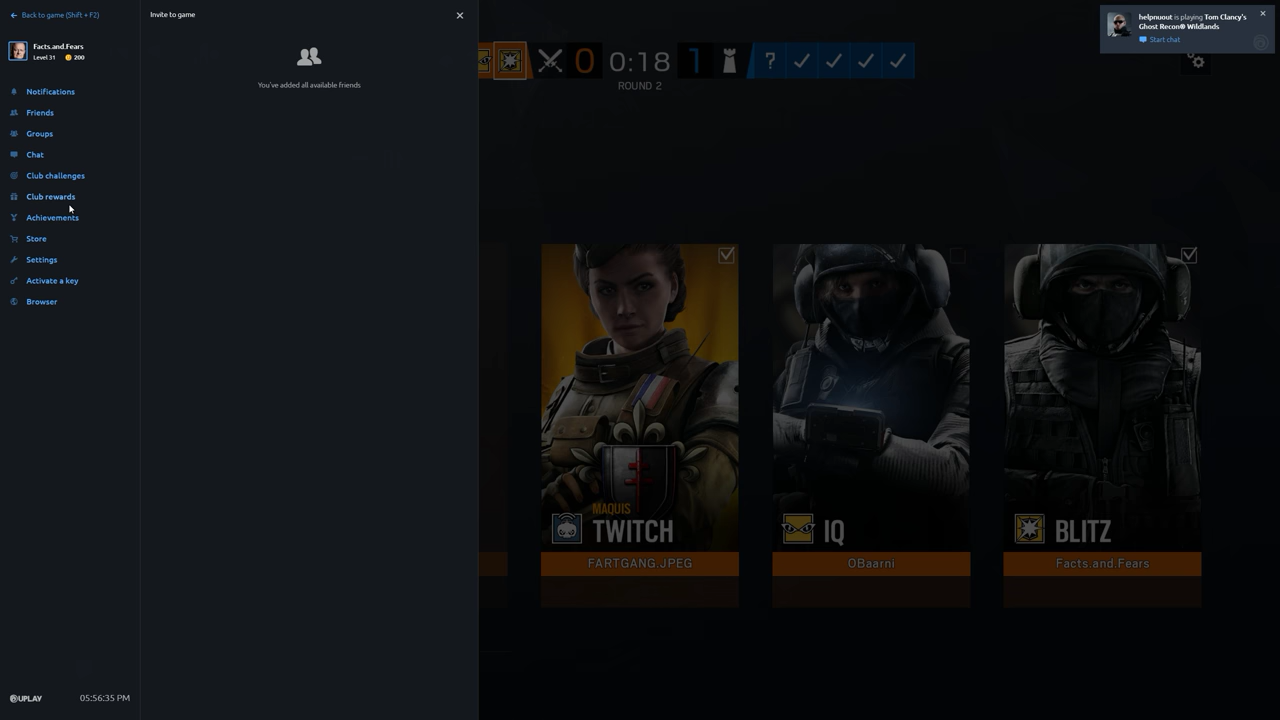 Back to game (Shift + F2)
Facts.and.Fears
Level 31 200
Notifications
Friends
Groups
Chat
Club challenges
Club rewards
Achievements
Store
Settings
Activate a key
Browser
UPLAY 05:56:35 PM
Invite to game
You've added all available friends
0 0:18 1 ?
ROUND 2
helpnuout is playing Tom Clancy's
Ghost Recon® Wildlands
Start chat
MAQUIS
TWITCH
FARTGANG.JPEG
IQ
OBaarni
BLITZ
Facts.and.Fears